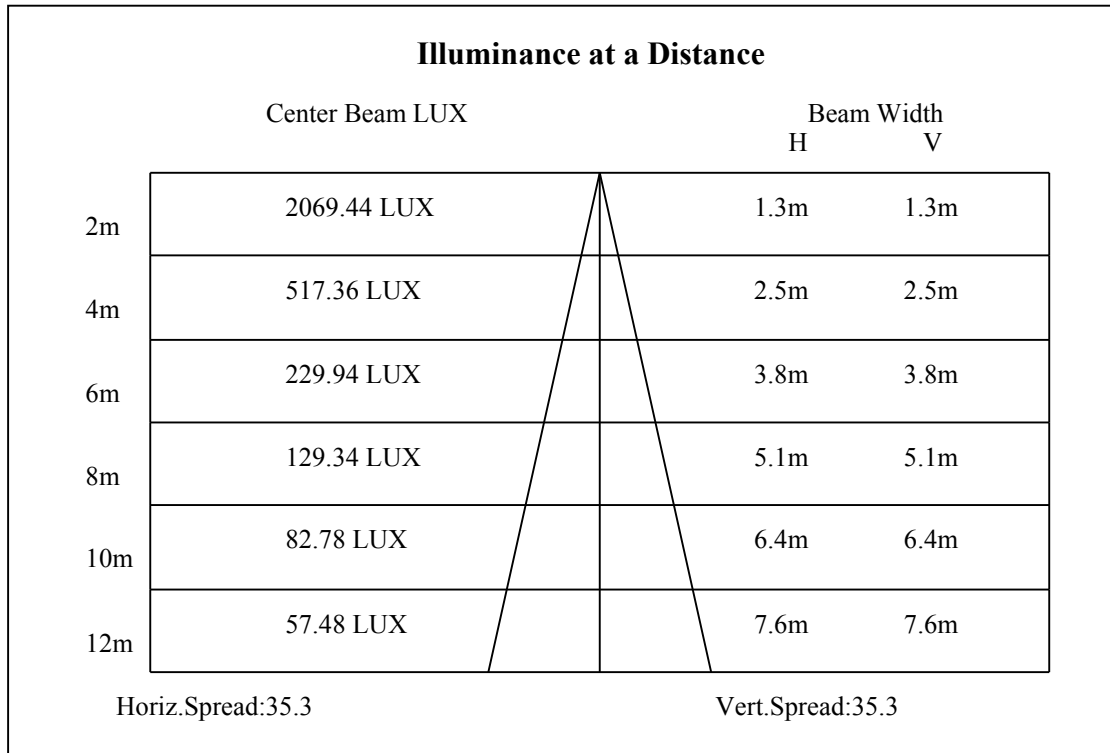 Illuminance at a Distance
Center Beam LUX Beam Width
H V
2m 2069.44 LUX 1.3m 1.3m
4m 517.36 LUX 2.5m 2.5m
6m 229.94 LUX 3.8m 3.8m
8m 129.34 LUX 5.1m 5.1m
10m 82.78 LUX 6.4m 6.4m
12m 57.48 LUX 7.6m 7.6m
Horiz.Spread:35.3 Vert.Spread:35.3